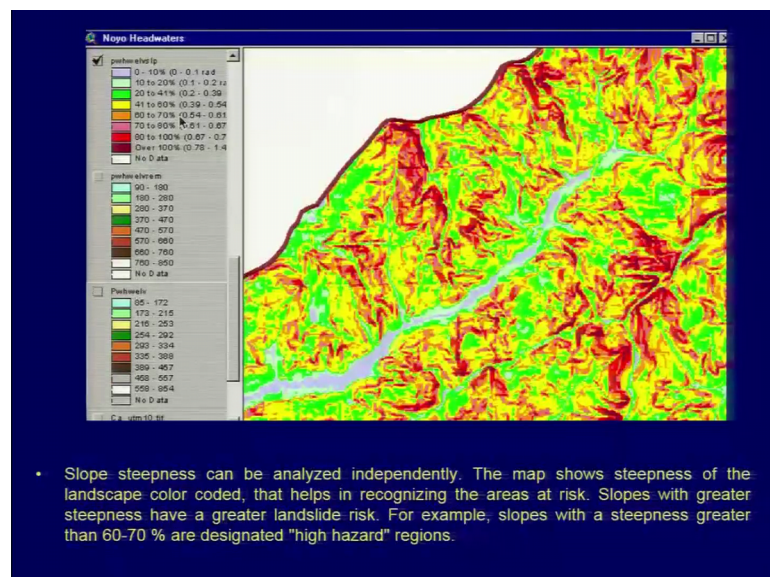 Noyo Headwaters
pwhwelvslp
0 - 10% (0 - 0.1 rad
10 to 20% (0.1 - 0.2 ra
20 to 41% (0.2 - 0.39
41 to 60% (0.39 - 0.54
60 to 70% (0.54 - 0.61
70 to 80% (0.61 - 0.67
80 to 100% (0.67 - 0.7
Over 100% (0.78 - 1.4
No Data
pwhwelvrem
90 - 180
180 - 280
280 - 370
370 - 470
470 - 570
570 - 660
660 - 760
760 - 850
No Data
Pwhwelv
85 - 172
173 - 215
216 - 253
254 - 292
293 - 334
335 - 388
389 - 457
458 - 557
558 - 854
No Data
Ca_utm10.tif
• Slope steepness can be analyzed independently. The map shows steepness of the
landscape color coded, that helps in recognizing the areas at risk. Slopes with greater
steepness have a greater landslide risk. For example, slopes with a steepness greater
than 60-70 % are designated "high hazard" regions.